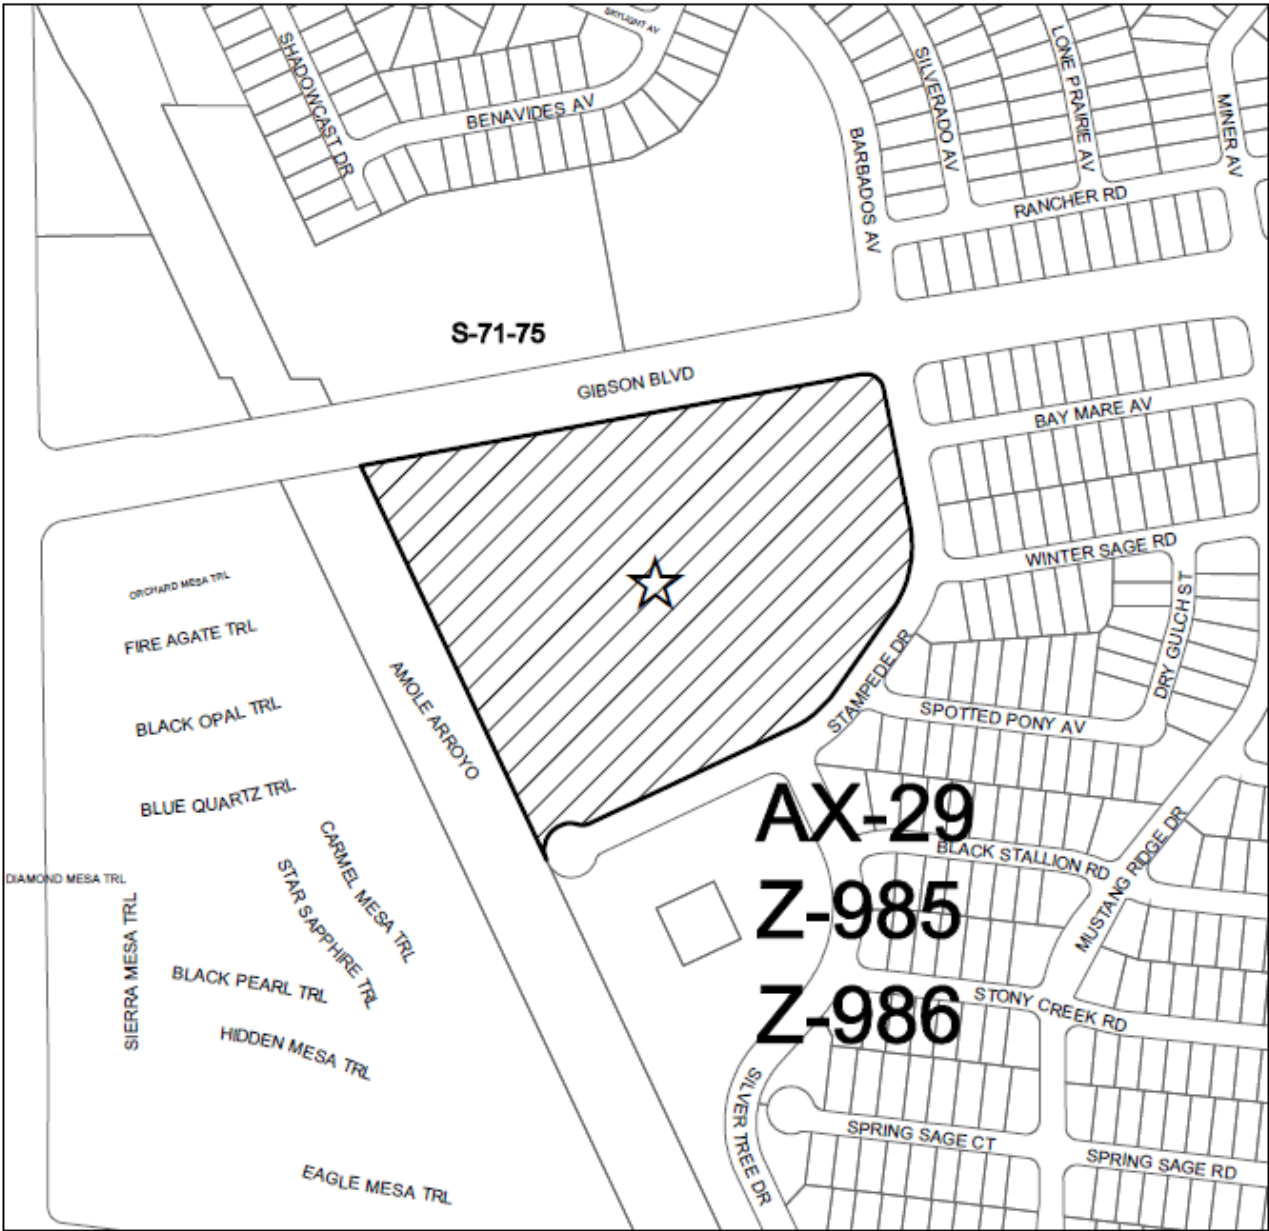 SKYLIGHT AV
SHADOWCAST DR
BENAVIDES AV
SILVERADO AV
LONE PRAIRIE AV
MINER AV
BARBADOS AV
RANCHER RD
S-71-75
GIBSON BLVD
BAY MARE AV
WINTER SAGE RD
ORCHARD MESA TRL
FIRE AGATE TRL
DRY GULCH ST
AMOLE ARROYO
STAMPEDE DR
BLACK OPAL TRL
SPOTTED PONY AV
BLUE QUARTZ TRL
AX-29
CARMEL MESA TRL
BLACK STALLION RD
MUSTANG RIDGE DR
DIAMOND MESA TRL
STAR SAPPHIRE TRL
Z-985
SIERRA MESA TRL
BLACK PEARL TRL
STONY CREEK RD
Z-986
HIDDEN MESA TRL
SILVER TREE DR
SPRING SAGE CT
SPRING SAGE RD
EAGLE MESA TRL